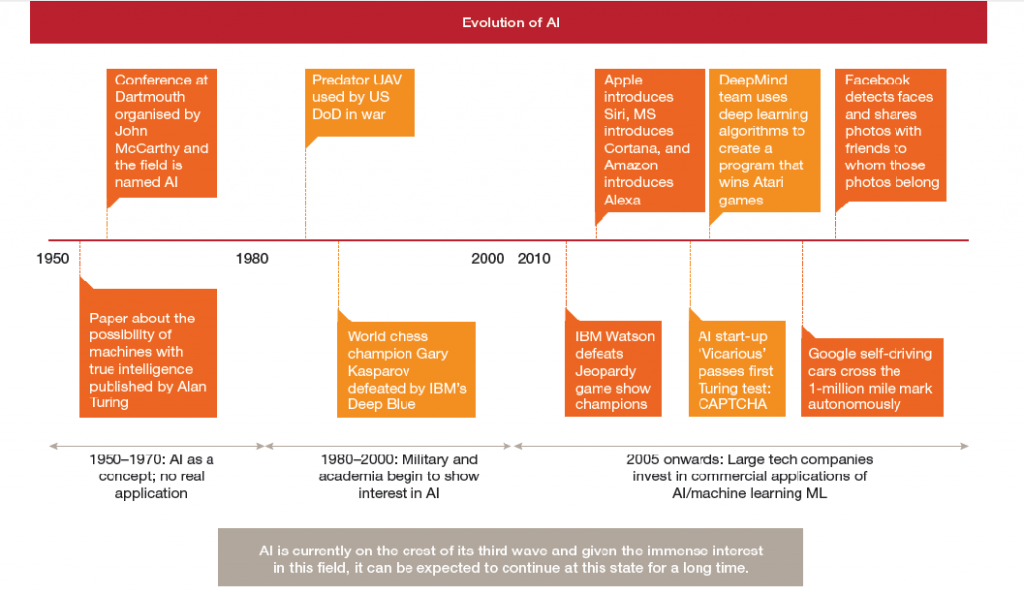 Evolution of AI
Conference at
Dartmouth
organised by
John
McCarthy and
the field is
named AI
Predator UAV
used by US
DoD in war
Apple
introduces
Siri, MS
introduces
Cortana, and
Amazon
introduces
Alexa
DeepMind
team uses
deep learning
algorithms to
create a
program that
wins Atari
games
Facebook
detects faces
and shares
photos with
friends to
whom those
photos belong
1950
1980
2000
2010
Paper about the
possibility of
machines with
true intelligence
published by Alan
Turing
World chess
champion Gary
Kasparov
defeated by IBM's
Deep Blue
IBM Watson
defeats
Jeopardy
game show
champions
AI start-up
‘Vicarious’
passes first
Turing test:
CAPTCHA
Google self-driving
cars cross the
1-million mile mark
autonomously
1950–1970: AI as a
concept; no real
application
1980–2000: Military and
academia begin to show
interest in AI
2005 onwards: Large tech companies
invest in commercial applications of
AI/machine learning ML
AI is currently on the crest of its third wave and given the immense interest
in this field, it can be expected to continue at this state for a long time.